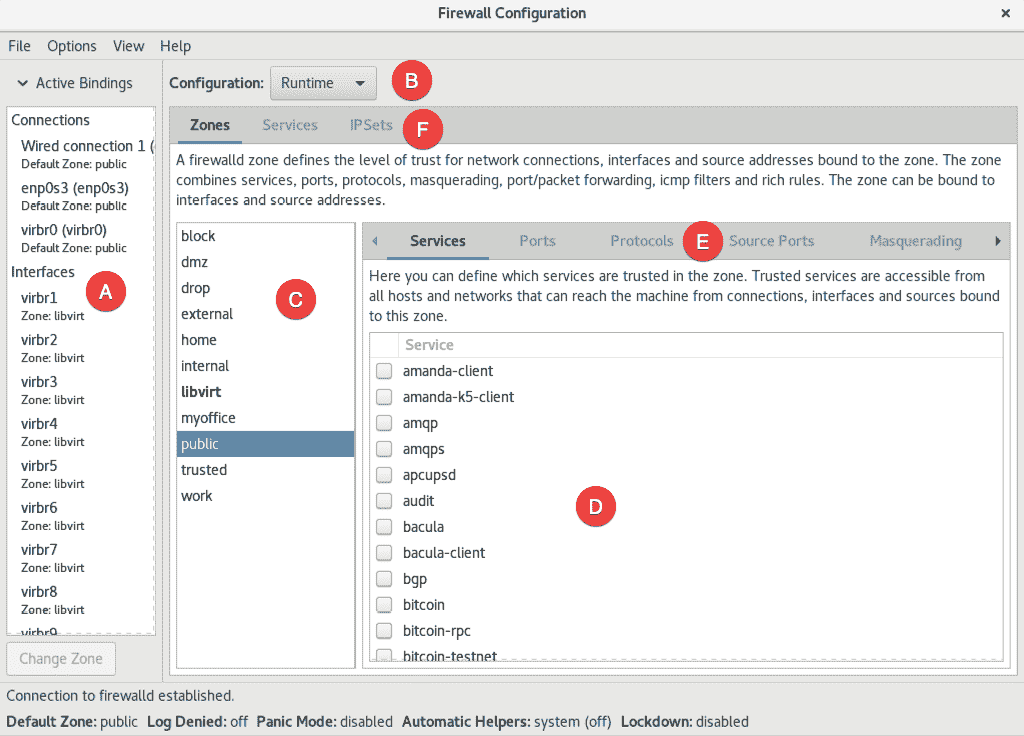 Firewall Configuration
File Options View Help
Active Bindings
Configuration: Runtime
B
Connections
Wired connection 1 (
Default Zone: public
enp0s3 (enp0s3)
Default Zone: public
virbr0 (virbr0)
Default Zone: public
Interfaces
A
virbr1
Zone: libvirt
virbr2
Zone: libvirt
virbr3
Zone: libvirt
virbr4
Zone: libvirt
virbr5
Zone: libvirt
virbr6
Zone: libvirt
virbr7
Zone: libvirt
virbr8
Zone: libvirt
virbr9
Change Zone
Zones Services IPSets
F
A firewalld zone defines the level of trust for network connections, interfaces and source addresses bound to the zone. The zone
combines services, ports, protocols, masquerading, port/packet forwarding, icmp filters and rich rules. The zone can be bound to
interfaces and source addresses.
block
dmz
drop
external
home
internal
libvirt
myoffice
public
trusted
work
C
Services Ports Protocols E Source Ports Masquerading
Here you can define which services are trusted in the zone. Trusted services are accessible from
all hosts and networks that can reach the machine from connections, interfaces and sources bound
to this zone.
Service
amanda-client
amanda-k5-client
amqp
amqps
apcupsd
audit
bacula
bacula-client
bgp
bitcoin
bitcoin-rpc
bitcoin-testnet
D
Connection to firewalld established.
Default Zone: public Log Denied: off Panic Mode: disabled Automatic Helpers: system (off) Lockdown: disabled